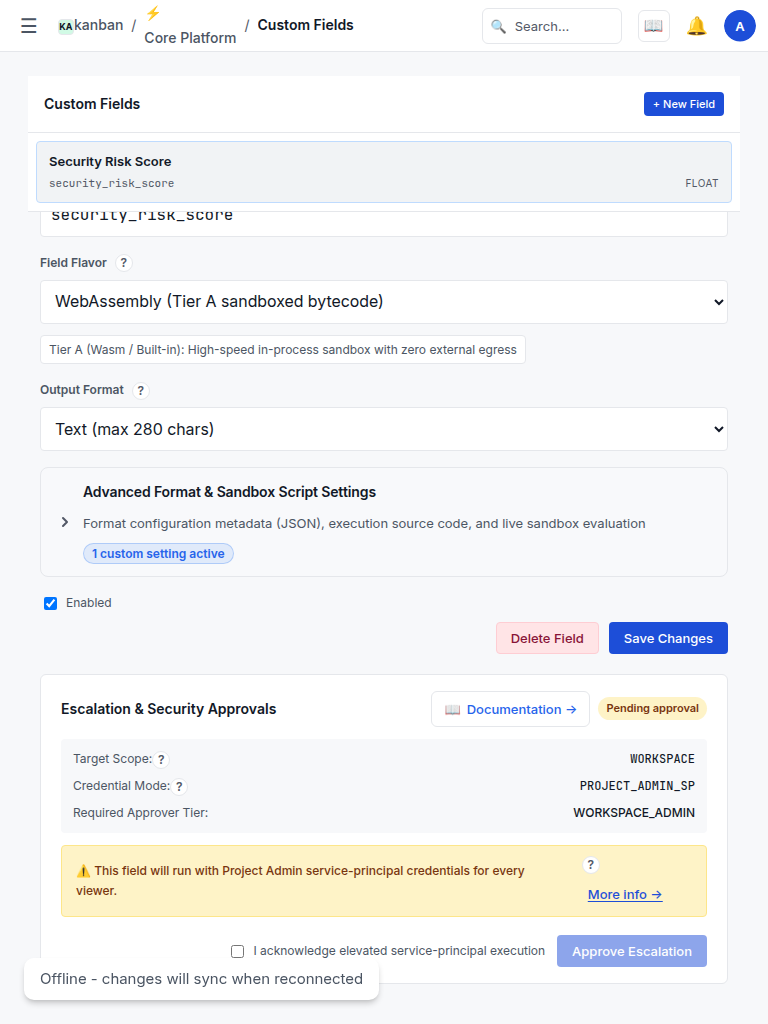 ☰ KA kanban / ⚡ Core Platform / Custom Fields 🔍 Search... 📖 🔔 A
Custom Fields + New Field
Security Risk Score
security_risk_score FLOAT
security_risk_score
Field Flavor ?
WebAssembly (Tier A sandboxed bytecode)
Tier A (Wasm / Built-in): High-speed in-process sandbox with zero external egress
Output Format ?
Text (max 280 chars)
Advanced Format & Sandbox Script Settings
Format configuration metadata (JSON), execution source code, and live sandbox evaluation
1 custom setting active
Enabled
Delete Field Save Changes
Escalation & Security Approvals 📖 Documentation → Pending approval
Target Scope: ? WORKSPACE
Credential Mode: ? PROJECT_ADMIN_SP
Required Approver Tier: WORKSPACE_ADMIN
⚠️ This field will run with Project Admin service-principal credentials for every
viewer.
?
More info →
I acknowledge elevated service-principal execution Approve Escalation
Offline - changes will sync when reconnected